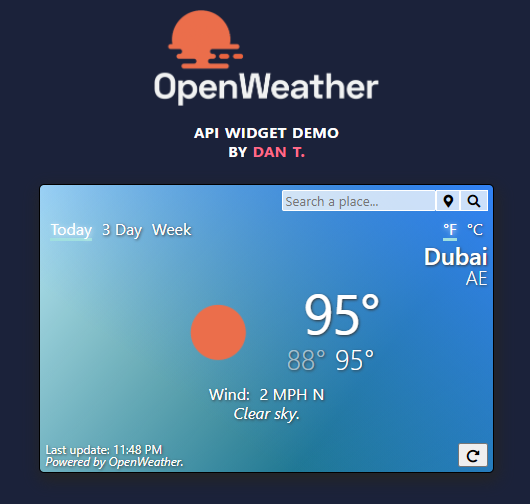 OpenWeather
API WIDGET DEMO
BY DAN T.
Search a place...
Today 3 Day Week °F °C
Dubai
AE
95°
88° 95°
Wind: 2 MPH N
Clear sky.
Last update: 11:48 PM
Powered by OpenWeather.